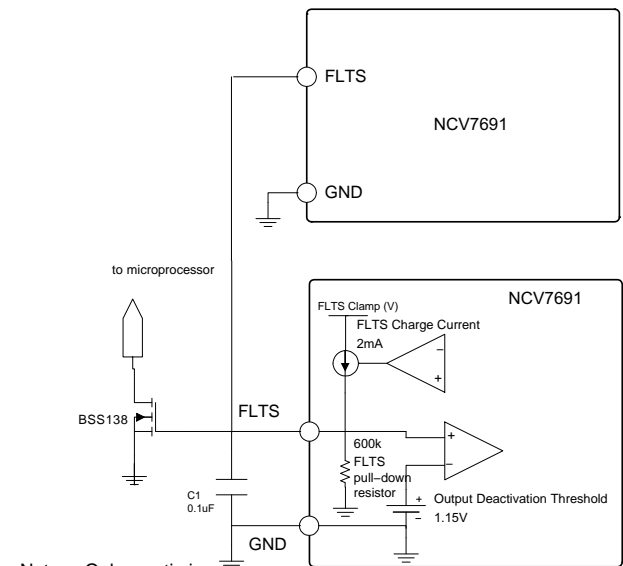 FLTS
NCV7691
GND
to microprocessor
NCV7691
FLTS Clamp (V)
FLTS Charge Current
2mA
−
+
FLTS
BSS138
+
600k
FLTS
pull−down
resistor
−
C1
0.1uF
+ Output Deactivation Threshold
− 1.15V
GND